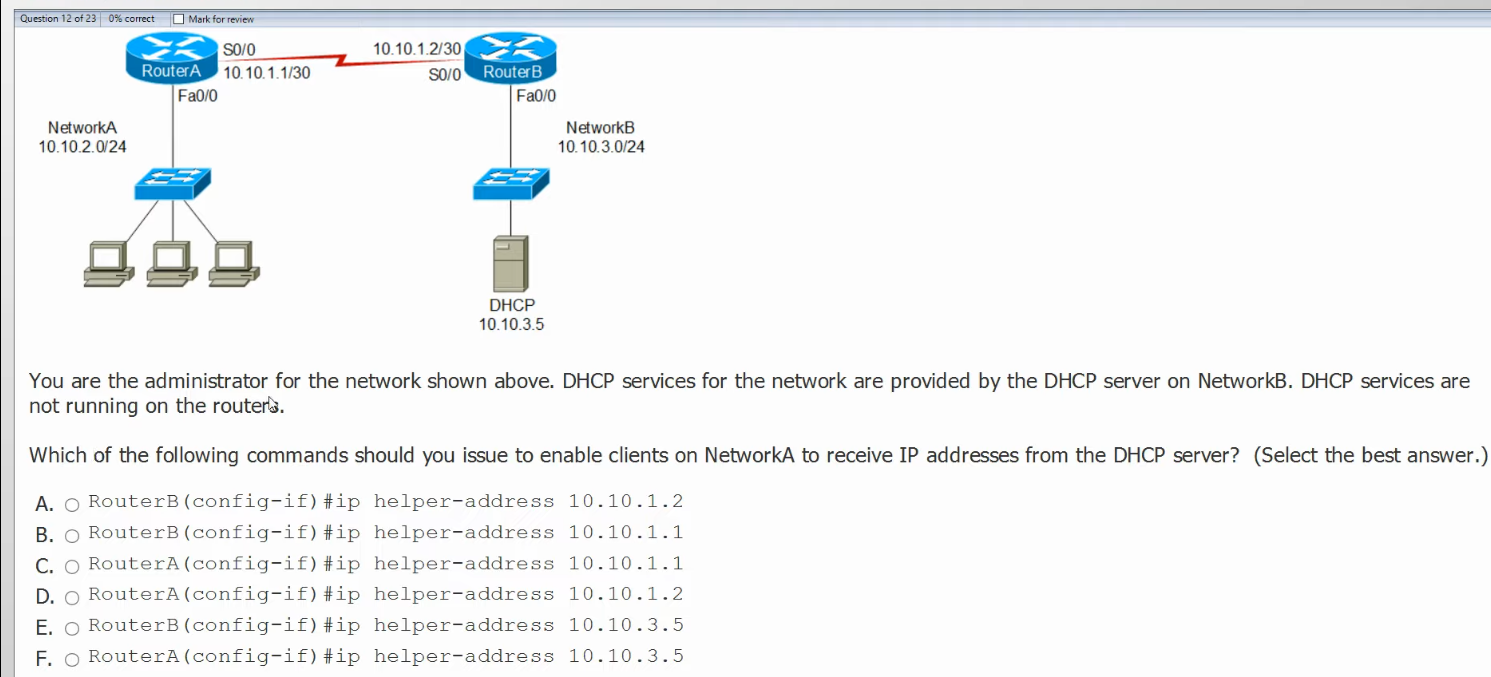 Question 12 of 23 0% correct Mark for review
S0/0 10.10.1.2/30
RouterA 10.10.1.1/30 S0/0 RouterB
Fa0/0 Fa0/0
NetworkA NetworkB
10.10.2.0/24 10.10.3.0/24
DHCP
10.10.3.5
You are the administrator for the network shown above. DHCP services for the network are provided by the DHCP server on NetworkB. DHCP services are
not running on the routers.
Which of the following commands should you issue to enable clients on NetworkA to receive IP addresses from the DHCP server? (Select the best answer.)
A. RouterB(config-if)#ip helper-address 10.10.1.2
B. RouterB(config-if)#ip helper-address 10.10.1.1
C. RouterA(config-if)#ip helper-address 10.10.1.1
D. RouterA(config-if)#ip helper-address 10.10.1.2
E. RouterB(config-if)#ip helper-address 10.10.3.5
F. RouterA(config-if)#ip helper-address 10.10.3.5